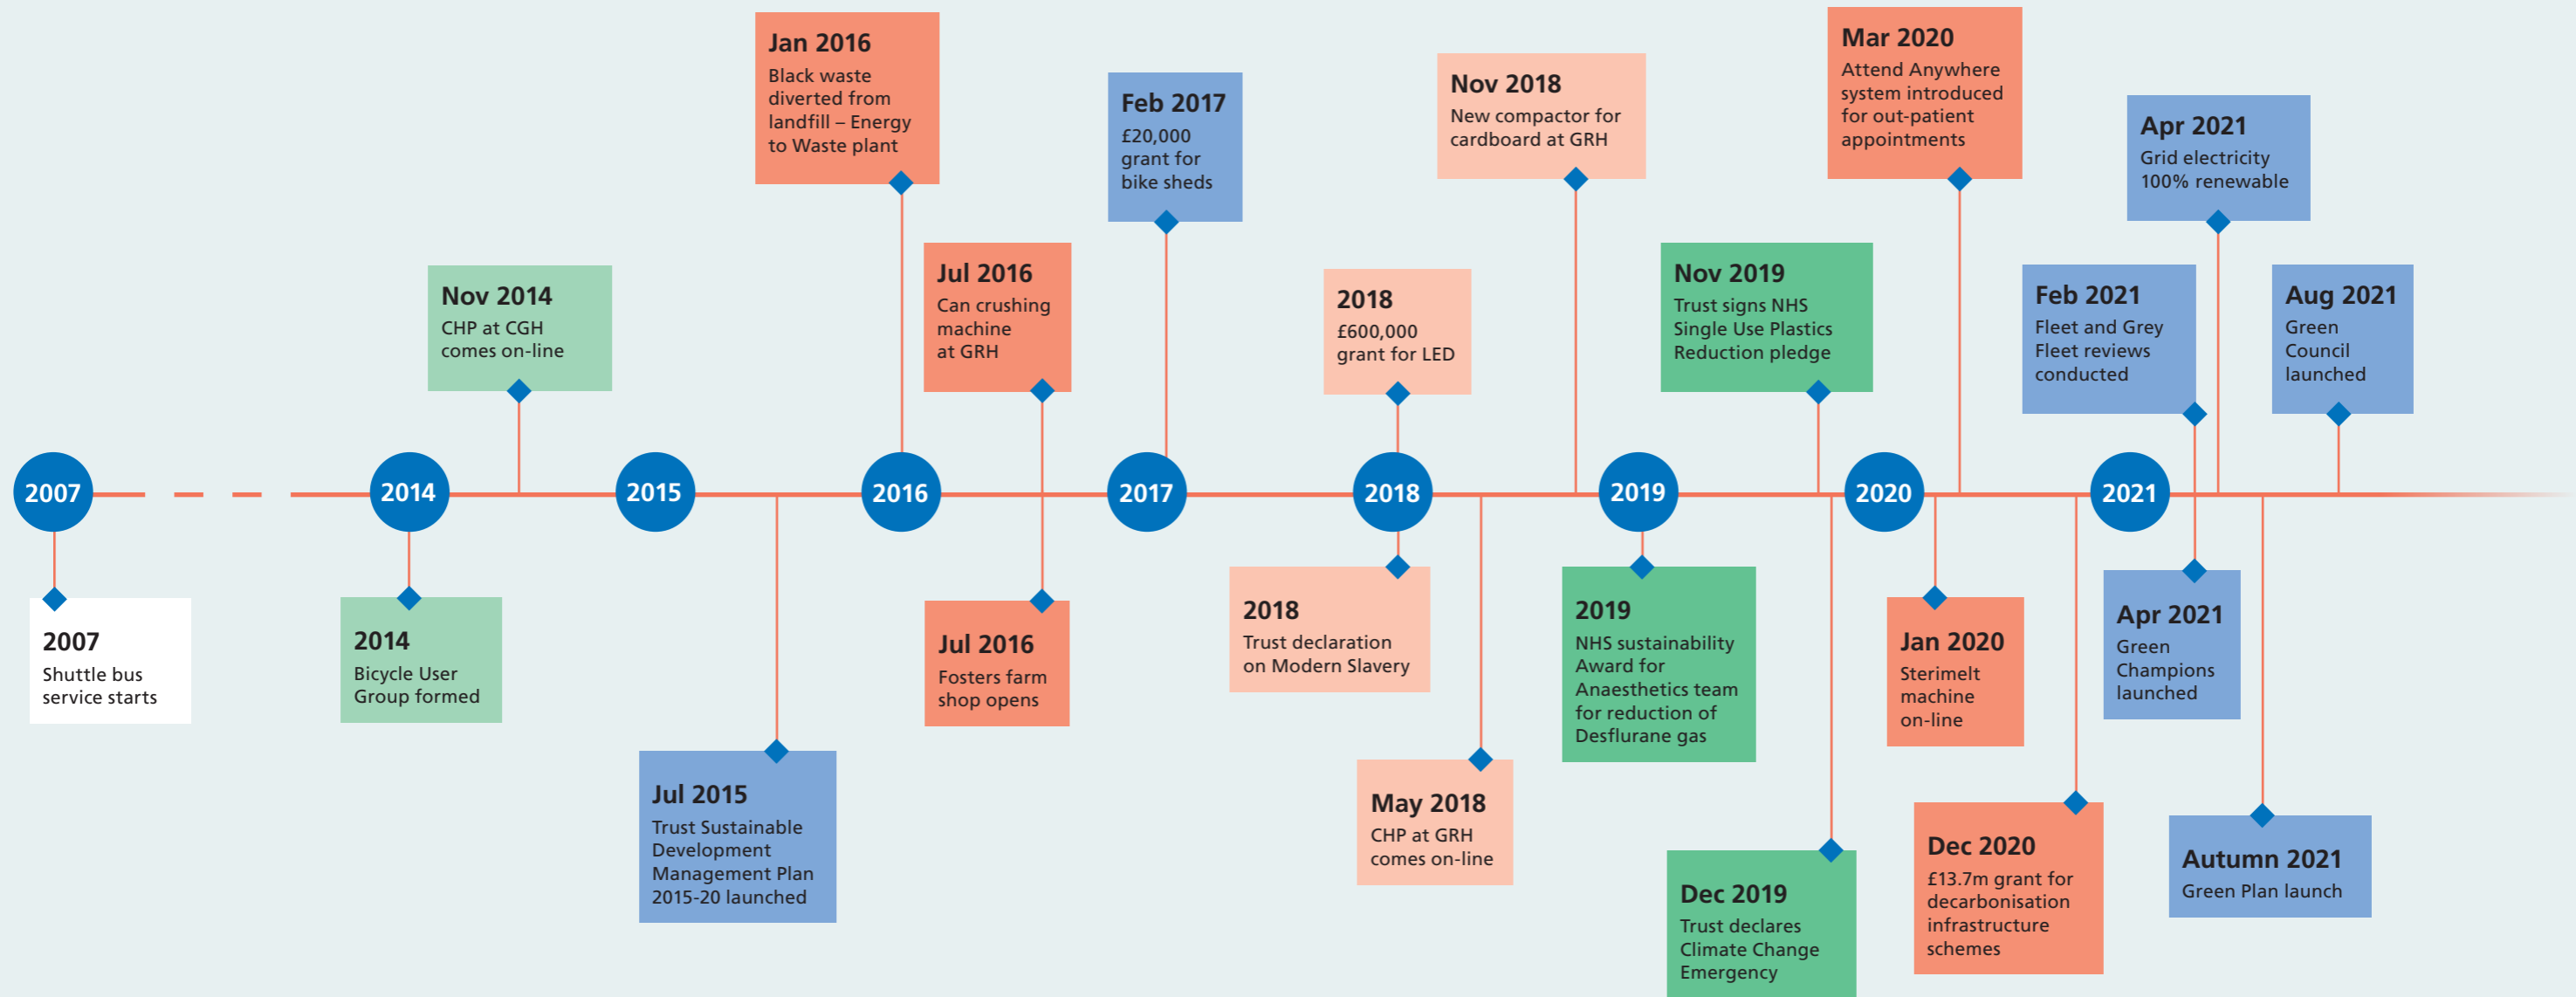 Jan 2016
Black waste
diverted from
landfill – Energy
to Waste plant
Feb 2017
£20,000
grant for
bike sheds
Nov 2018
New compactor for
cardboard at GRH
Mar 2020
Attend Anywhere
system introduced
for out-patient
appointments
Apr 2021
Grid electricity
100% renewable
Nov 2014
CHP at CGH
comes on-line
Jul 2016
Can crushing
machine
at GRH
2018
£600,000
grant for LED
Nov 2019
Trust signs NHS
Single Use Plastics
Reduction pledge
Feb 2021
Fleet and Grey
Fleet reviews
conducted
Aug 2021
Green
Council
launched
2007
2014
2015
2016
2017
2018
2019
2020
2021
2007
Shuttle bus
service starts
2014
Bicycle User
Group formed
Jul 2015
Trust Sustainable
Development
Management Plan
2015-20 launched
Jul 2016
Fosters farm
shop opens
2018
Trust declaration
on Modern Slavery
May 2018
CHP at GRH
comes on-line
2019
NHS sustainability
Award for
Anaesthetics team
for reduction of
Desflurane gas
Dec 2019
Trust declares
Climate Change
Emergency
Jan 2020
Sterimelt
machine
on-line
Dec 2020
£13.7m grant for
decarbonisation
infrastructure
schemes
Apr 2021
Green
Champions
launched
Autumn 2021
Green Plan launch